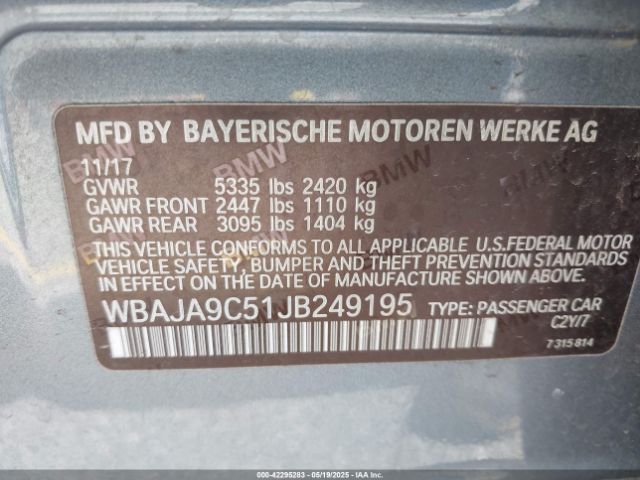 MFD BY BAYERISCHE MOTOREN WERKE AG
11/17
GVWR 5335 lbs 2420 kg
GAWR FRONT 2447 lbs 1110 kg
GAWR REAR 3095 lbs 1404 kg
THIS VEHICLE CONFORMS TO ALL APPLICABLE U.S.FEDERAL MOTOR
VEHICLE SAFETY, BUMPER AND THEFT PREVENTION STANDARDS
IN EFFECT ON THE DATE OF MANUFACTURE SHOWN ABOVE.
WBAJA9C51JB249195 TYPE: PASSENGER CAR
C2Y/7
7 315 814
000-42295283 - 05/19/2025 - IAAI.COM